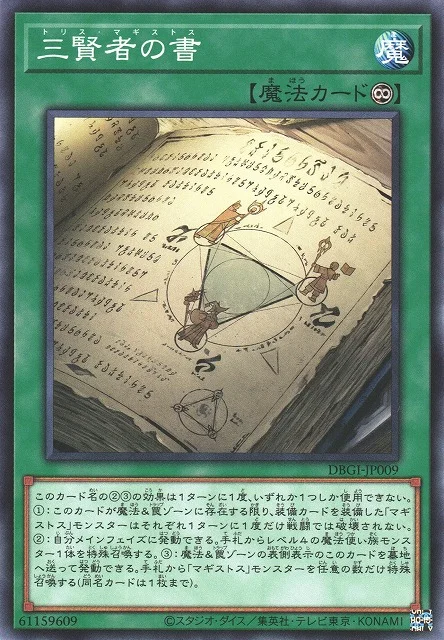 トリス・マギストス
三賢者の書
魔
【魔法カード】
DBGI-JP009
このカード名の②③の効果は1ターンに1度、いずれか1つしか使用できない。
①：このカードが魔法&罠ゾーンに存在する限り、装備カードを装備した「マギ
ストス」モンスターはそれぞれ1ターンに1度だけ戦闘では破壊されない。
②：自分メインフェイズに発動できる。手札からレベル4の魔法使い族モンス
ター1体を特殊召喚する。③：魔法&罠ゾーンの表側表示のこのカードを墓地
へ送って発動できる。手札から「マギストス」モンスターを任意の数だけ特殊
召喚する(同名カードは1枚まで)。
61159609
©スタジオ・ダイス／集英社・テレビ東京・KONAMI